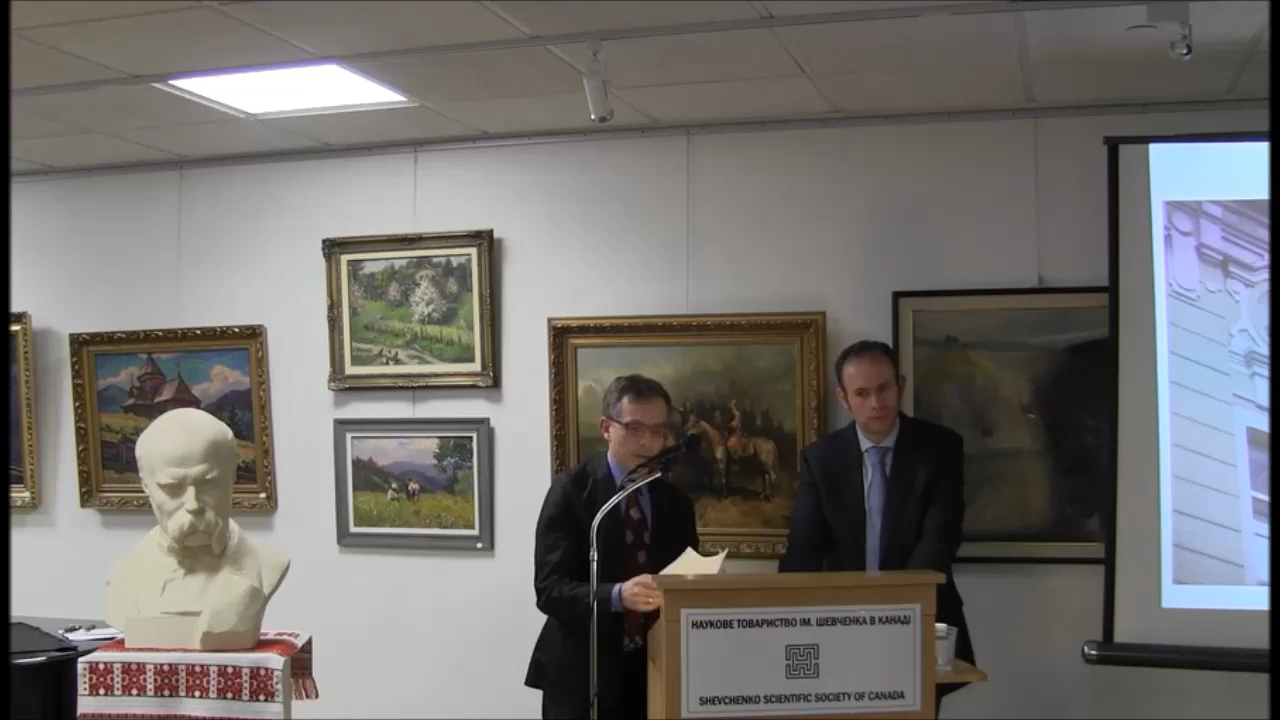 НАУКОВЕ ТОВАРИСТВО ІМ. ШЕВЧЕНКА В КАНАДІ
SHEVCHENKO SCIENTIFIC SOCIETY OF CANADA